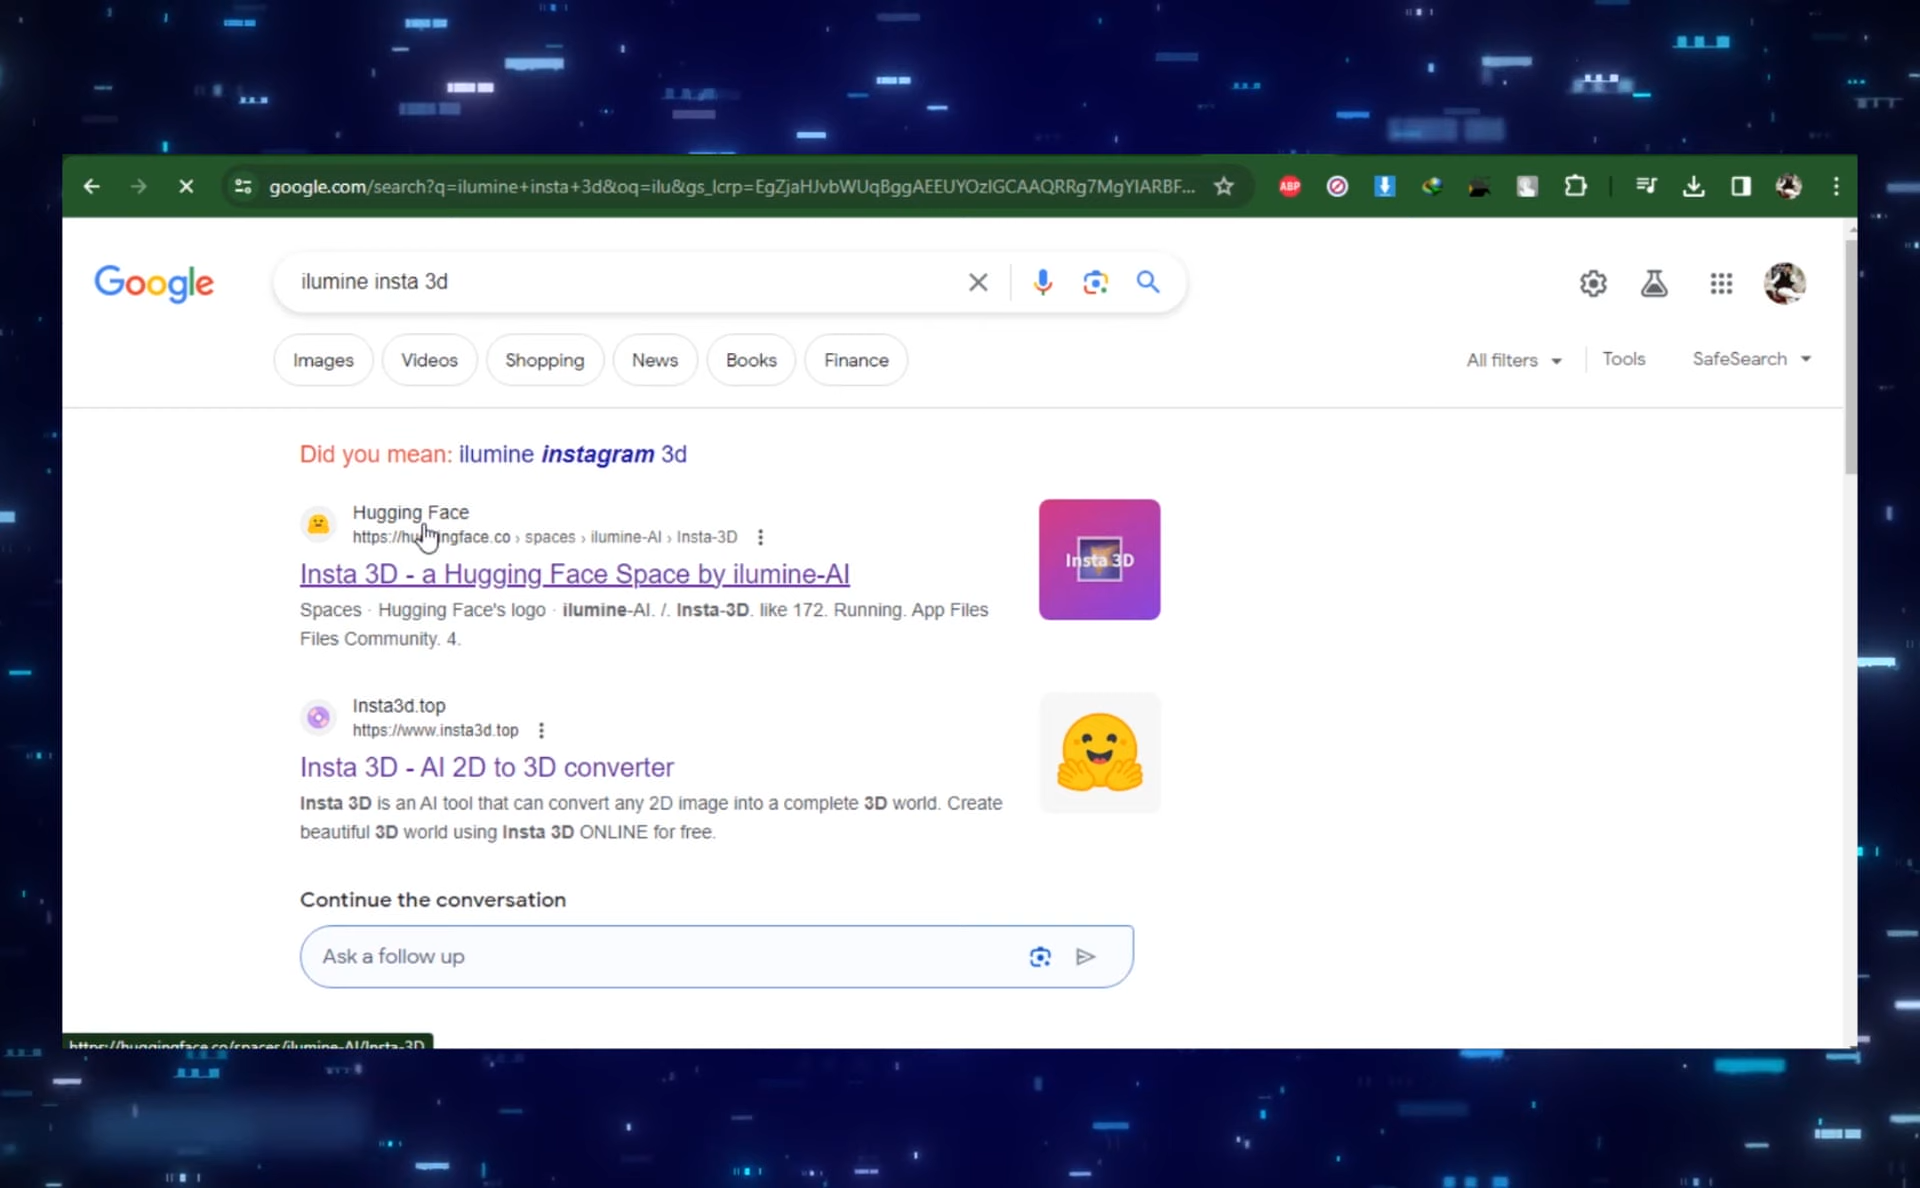 google.com/search?q=ilumine+insta+3d&oq=ilu&gs_lcrp=EgZjaHJvbWUqBggAEEUYOzIGCAAQRRg7MgYIARBF...
ABP
Google
ilumine insta 3d
Images
Videos
Shopping
News
Books
Finance
All filters
Tools
SafeSearch
Did you mean: ilumine instagram 3d
Hugging Face
https://huggingface.co › spaces › ilumine-AI › Insta-3D
Insta 3D - a Hugging Face Space by ilumine-AI
Spaces · Hugging Face's logo · ilumine-AI. /. Insta-3D. like 172. Running. App Files
Files Community. 4.
Insta 3D
Insta3d.top
https://www.insta3d.top
Insta 3D - AI 2D to 3D converter
Insta 3D is an AI tool that can convert any 2D image into a complete 3D world. Create
beautiful 3D world using Insta 3D ONLINE for free.
Continue the conversation
Ask a follow up
https://huggingface.co/spaces/ilumine-AI/Insta-3D